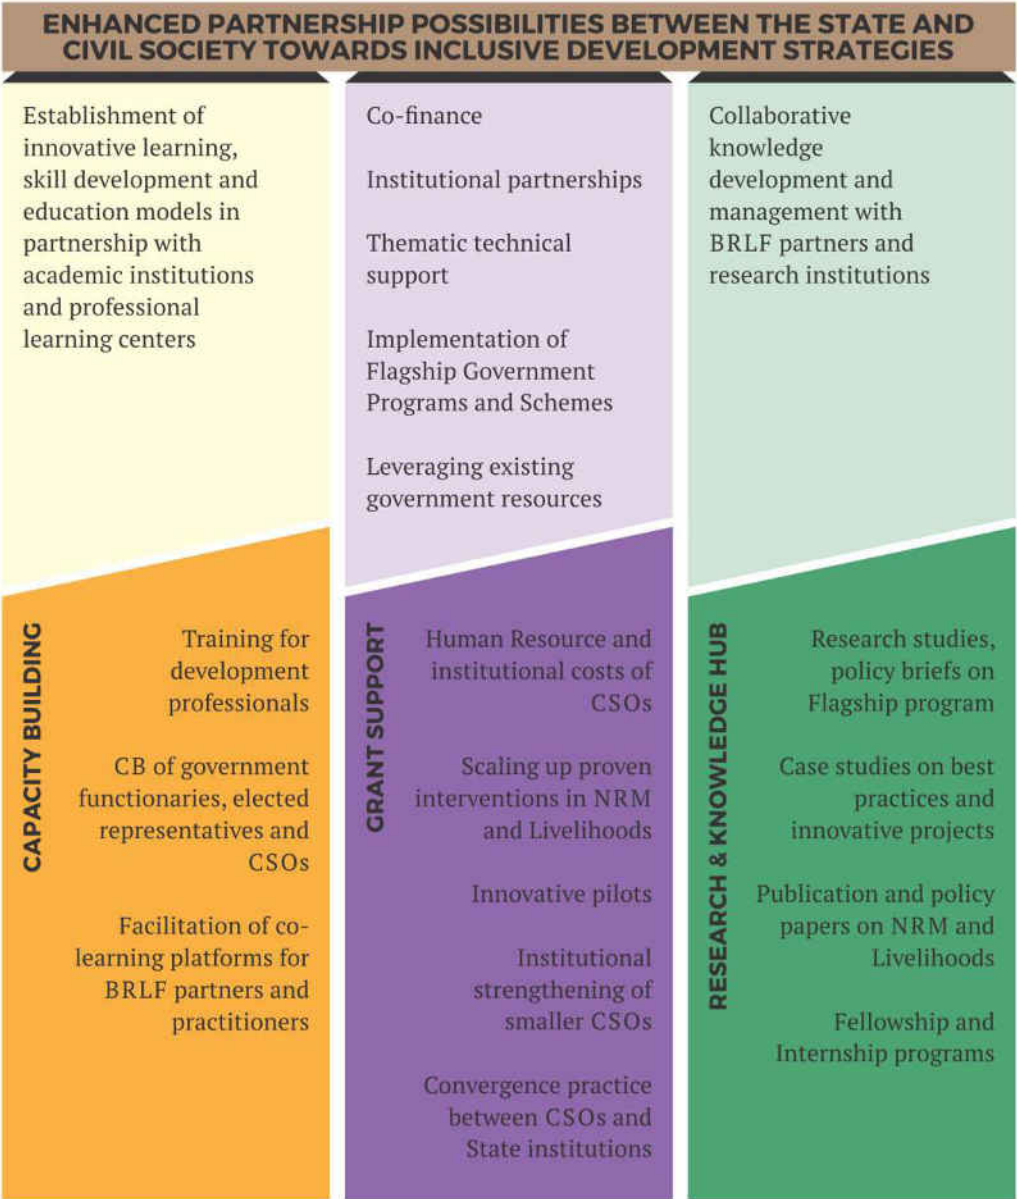 ENHANCED PARTNERSHIP POSSIBILITIES BETWEEN THE STATE AND
CIVIL SOCIETY TOWARDS INCLUSIVE DEVELOPMENT STRATEGIES
Establishment of
innovative learning,
skill development and
education models in
partnership with
academic institutions
and professional
learning centers
CAPACITY BUILDING
Training for
development
professionals
CB of government
functionaries, elected
representatives and
CSOs
Facilitation of co-
learning platforms for
BRLF partners and
practitioners
Co-finance
Institutional partnerships
Thematic technical
support
Implementation of
Flagship Government
Programs and Schemes
Leveraging existing
government resources
GRANT SUPPORT
Human Resource and
institutional costs of
CSOs
Scaling up proven
interventions in NRM
and Livelihoods
Innovative pilots
Institutional
strengthening of
smaller CSOs
Convergence practice
between CSOs and
State institutions
Collaborative
knowledge
development and
management with
BRLF partners and
research institutions
RESEARCH & KNOWLEDGE HUB
Research studies,
policy briefs on
Flagship program
Case studies on best
practices and
innovative projects
Publication and policy
papers on NRM and
Livelihoods
Fellowship and
Internship programs